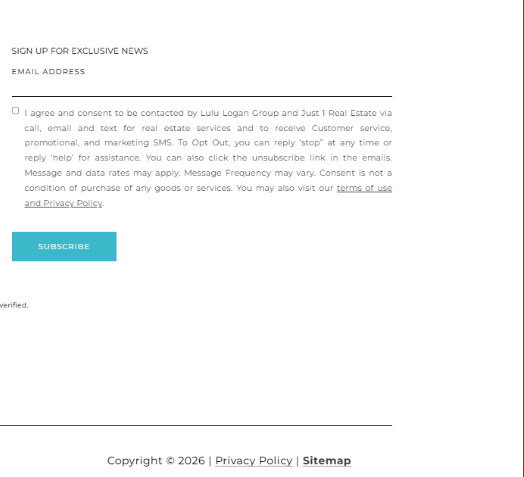 SIGN UP FOR EXCLUSIVE NEWS
EMAIL ADDRESS
I agree and consent to be contacted by Lulu Logan Group and Just 1 Real Estate via
call, email and text for real estate services and to receive Customer service,
promotional, and marketing SMS. To Opt Out, you can reply 'stop" at any time or
reply 'help' for assistance. You can also click the unsubscribe link in the emails.
Message and data rates may apply. Message Frequency may vary. Consent is not a
condition of purchase of any goods or services. You may also visit our terms of use
and Privacy Policy.
SUBSCRIBE
verified.
Copyright © 2026 | Privacy Policy | Sitemap